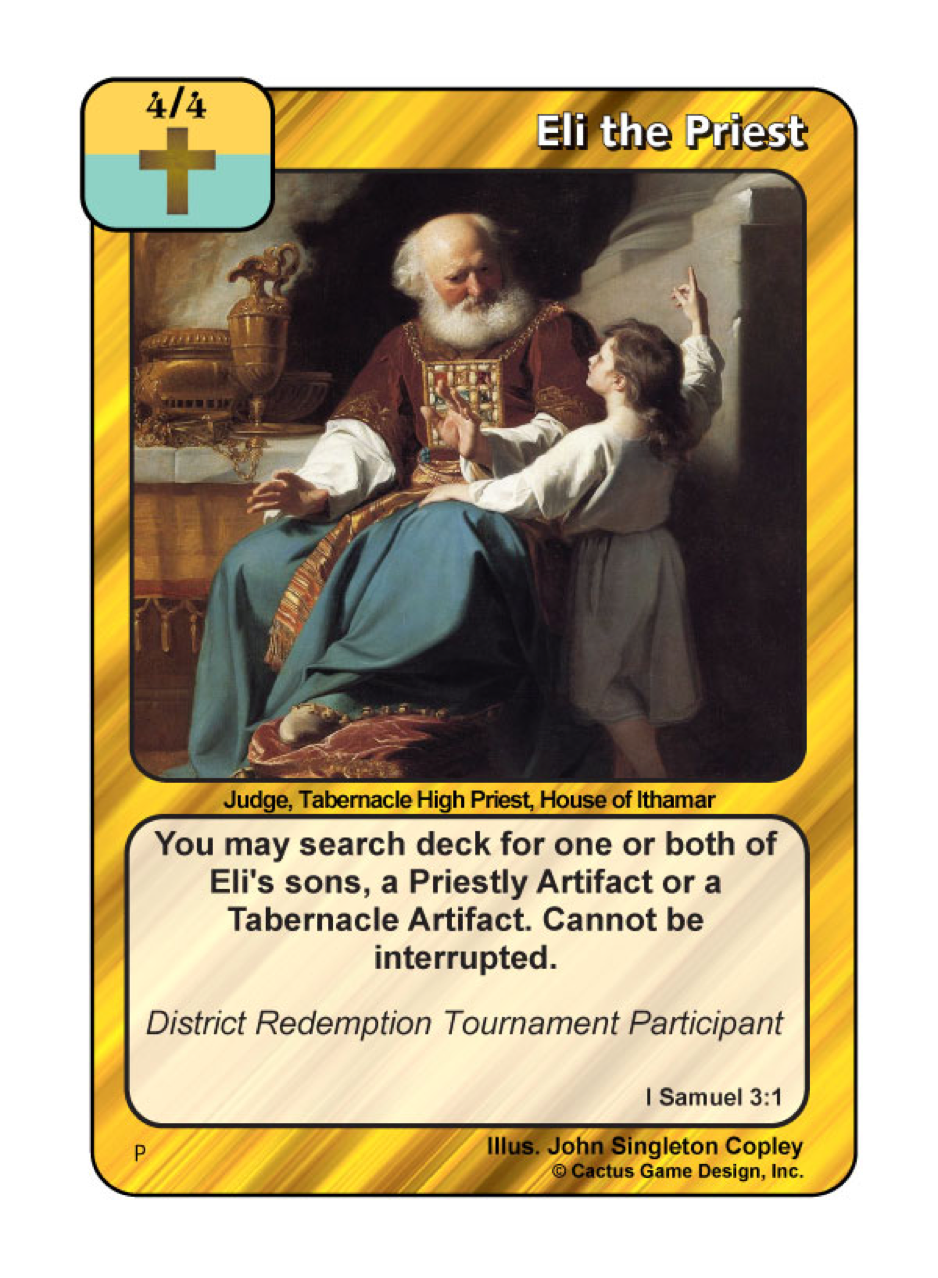 4/4
Eli the Priest
Judge, Tabernacle High Priest, House of Ithamar
You may search deck for one or both of
Eli's sons, a Priestly Artifact or a
Tabernacle Artifact. Cannot be
interrupted.
District Redemption Tournament Participant
I Samuel 3:1
P
Illus. John Singleton Copley
© Cactus Game Design, Inc.